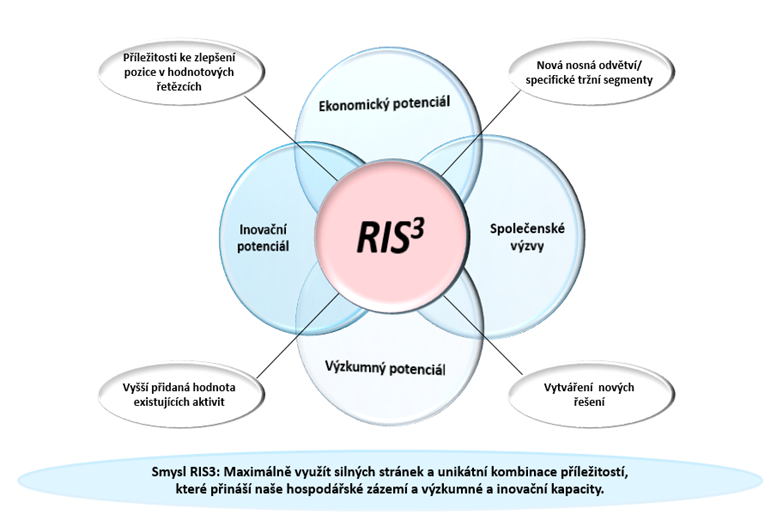 Příležitosti ke zlepšení
pozice v hodnotových
řetězcích
Nová nosná odvětví/
specifické tržní segmenty
Ekonomický potenciál
Inovační
potenciál
RIS³
Společenské
výzvy
Výzkumný potenciál
Vyšší přidaná hodnota
existujících aktivit
Vytváření nových
řešení
Smysl RIS3: Maximálně využít silných stránek a unikátní kombinace příležitostí,
které přináší naše hospodářské zázemí a výzkumné a inovační kapacity.